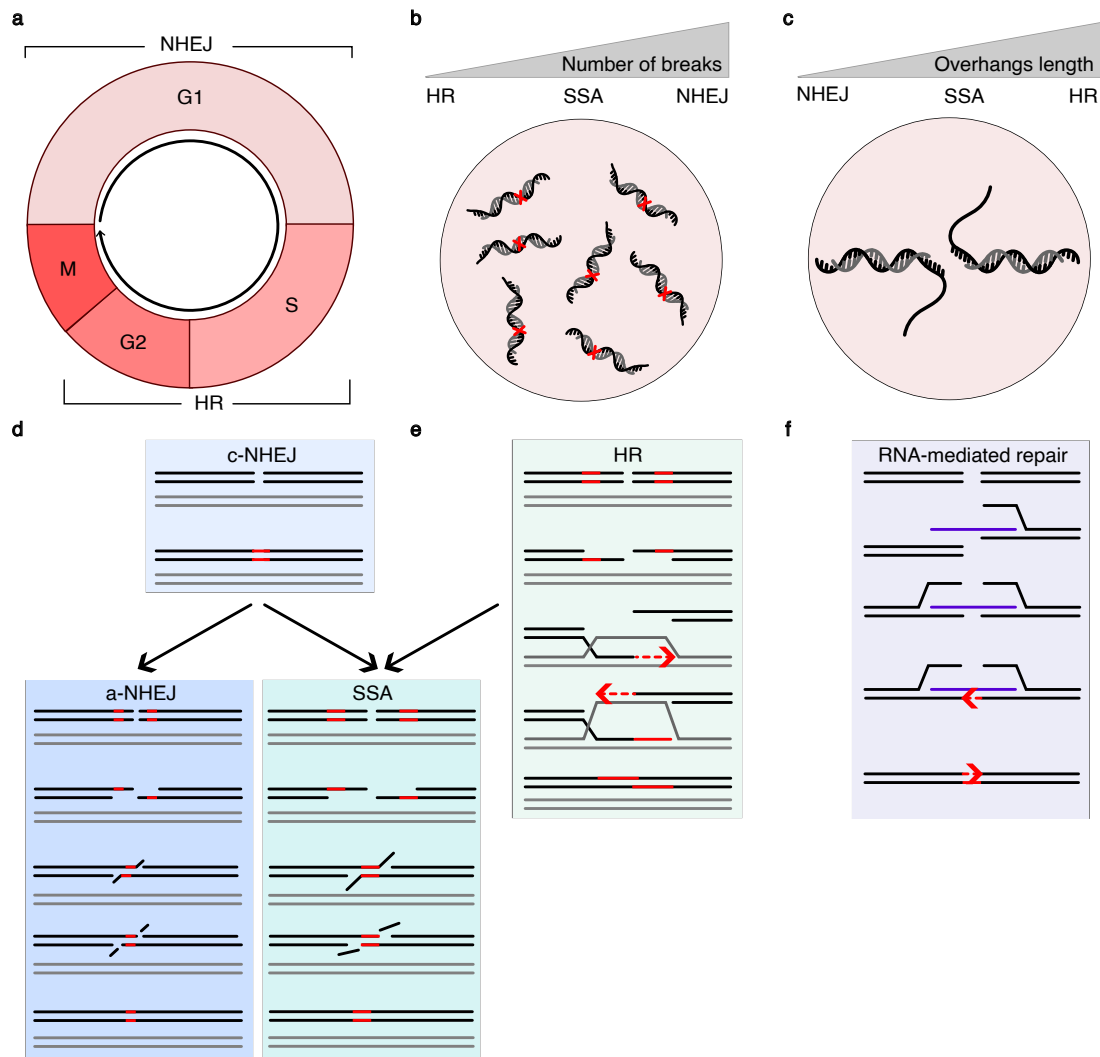 a
NHEJ
G1
M
S
G2
HR
b
Number of breaks
HR SSA NHEJ
c
Overhangs length
NHEJ SSA HR
d
c-NHEJ
a-NHEJ
SSA
e
HR
f
RNA-mediated repair